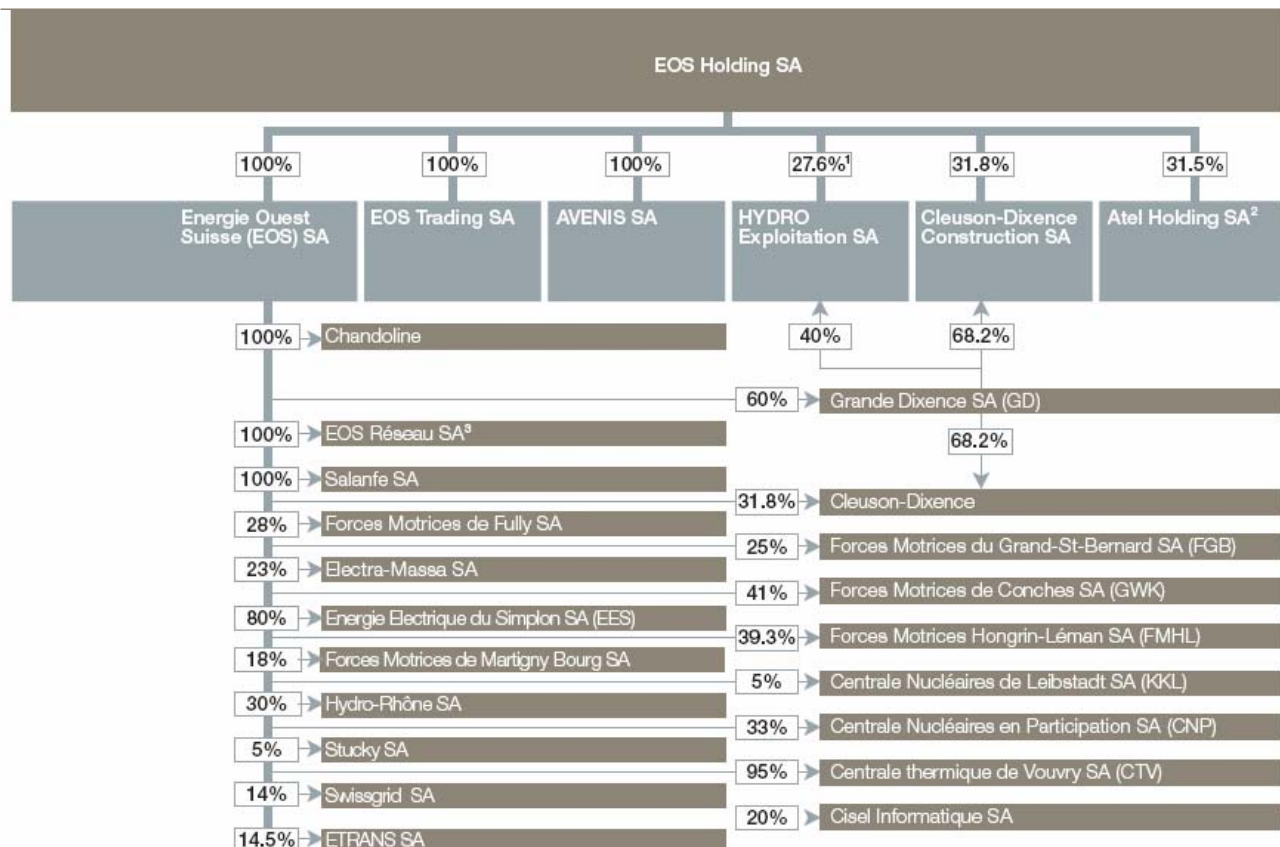 EOS Holding SA
100%
100%
100%
27.6%¹
31.8%
31.5%
Energie Ouest
Suisse (EOS) SA
EOS Trading SA
AVENIS SA
HYDRO
Exploitation SA
Cleuson-Dixence
Construction SA
Atel Holding SA²
100%
Chandoline
40%
68.2%
60%
Grande Dixence SA (GD)
100%
EOS Réseau SA³
68.2%
100%
Salanfe SA
31.8%
Cleuson-Dixence
28%
Forces Motrices de Fully SA
25%
Forces Motrices du Grand-St-Bernard SA (FGB)
23%
Electra-Massa SA
41%
Forces Motrices de Conches SA (GWK)
80%
Energie Electrique du Simplon SA (EES)
39.3%
Forces Motrices Hongrin-Léman SA (FMHL)
18%
Forces Motrices de Martigny Bourg SA
5%
Centrale Nucléaires de Leibstadt SA (KKL)
30%
Hydro-Rhône SA
33%
Centrale Nucléaires en Participation SA (CNP)
5%
Stucky SA
95%
Centrale thermique de Vouvry SA (CTV)
14%
Swissgrid SA
20%
Cisel Informatique SA
14.5%
ETRANS SA